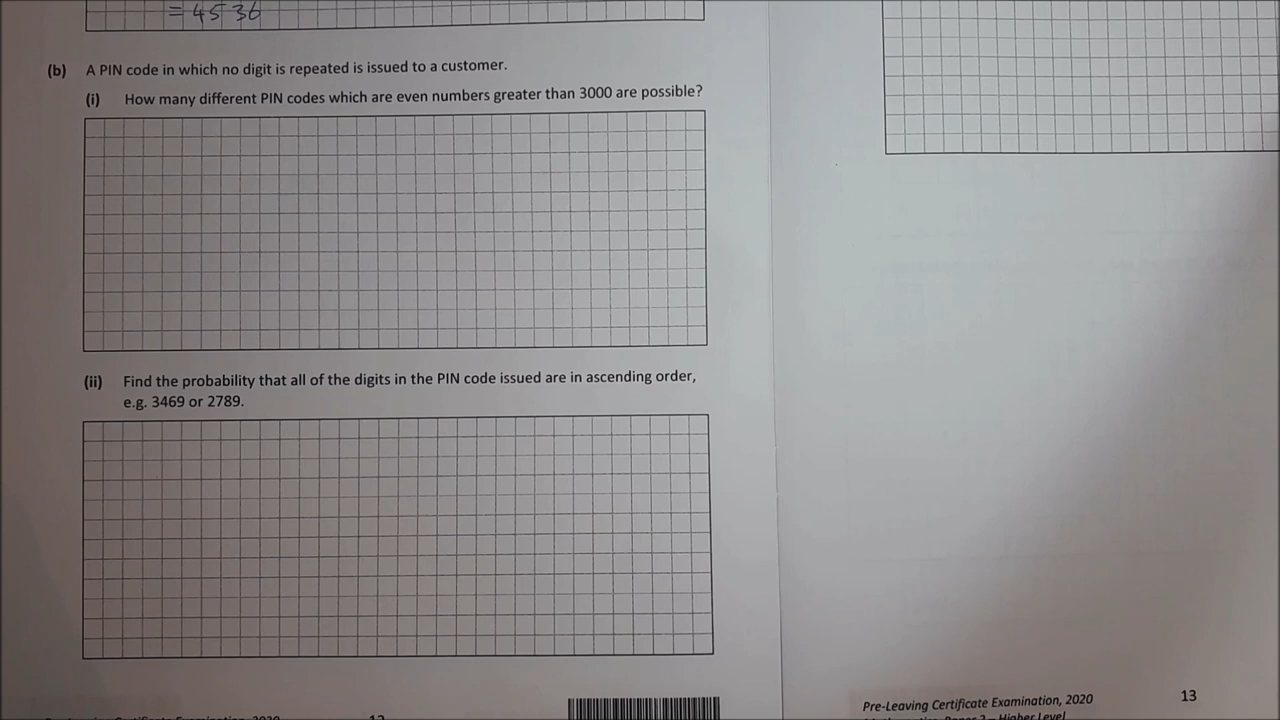 = 4536
(b) A PIN code in which no digit is repeated is issued to a customer.
(i) How many different PIN codes which are even numbers greater than 3000 are possible?
(ii) Find the probability that all of the digits in the PIN code issued are in ascending order,
e.g. 3469 or 2789.
12
Pre-Leaving Certificate Examination, 2020
13